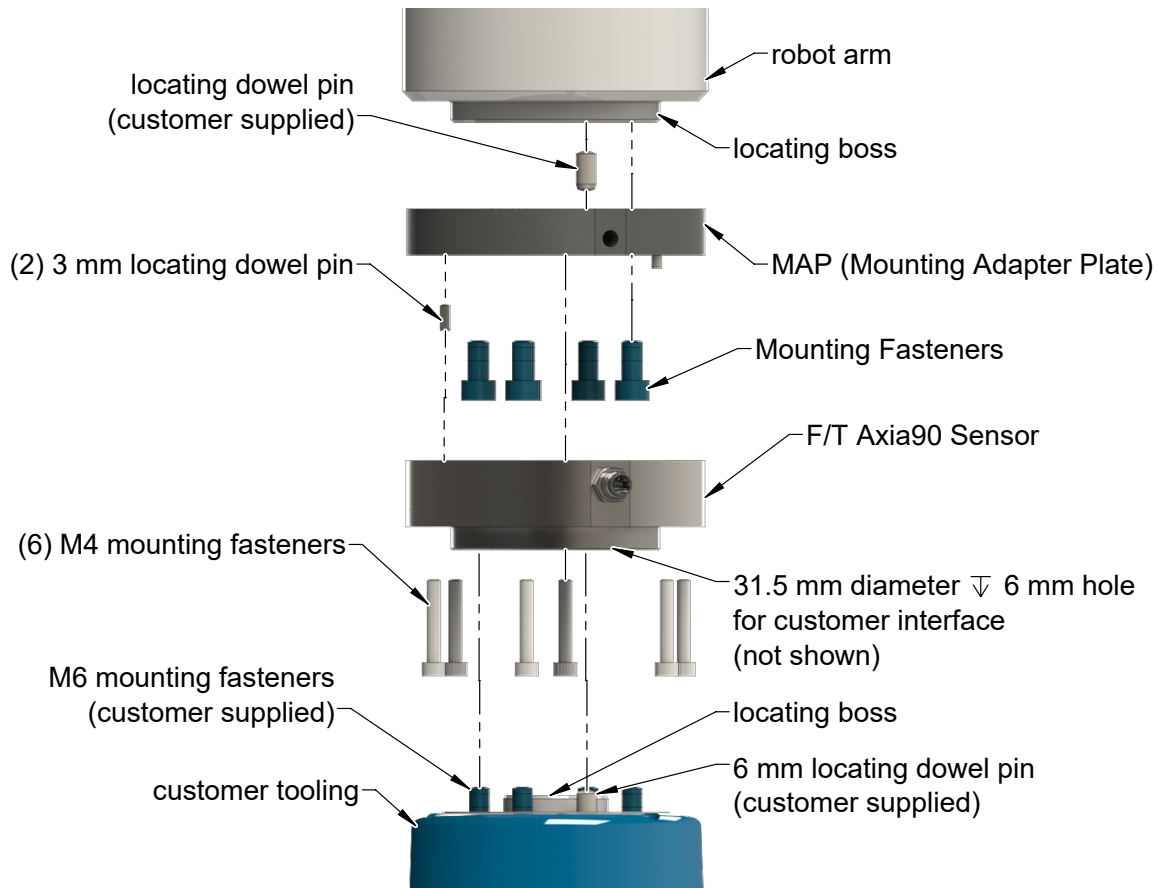 robot arm
locating dowel pin
(customer supplied)
locating boss
(2) 3 mm locating dowel pin
MAP (Mounting Adapter Plate)
Mounting Fasteners
F/T Axia90 Sensor
(6) M4 mounting fasteners
31.5 mm diameter ↧ 6 mm hole
for customer interface
(not shown)
M6 mounting fasteners
(customer supplied)
locating boss
6 mm locating dowel pin
(customer supplied)
customer tooling